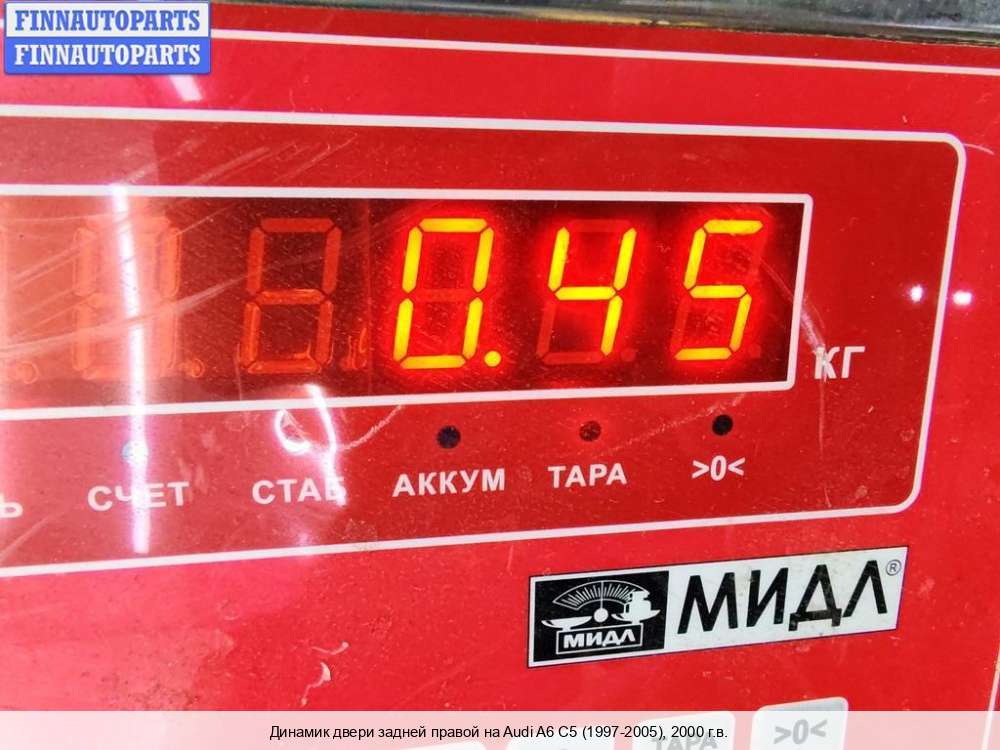 FINNAUTOPARTS
FINNAUTOPARTS
0.45
КГ
СЧЕТ СТАБ АККУМ ТАРА >0<
МИДЛ МИДЛ®
ТАРА >0<
Динамик двери задней правой на Audi A6 C5 (1997-2005), 2000 г.в.